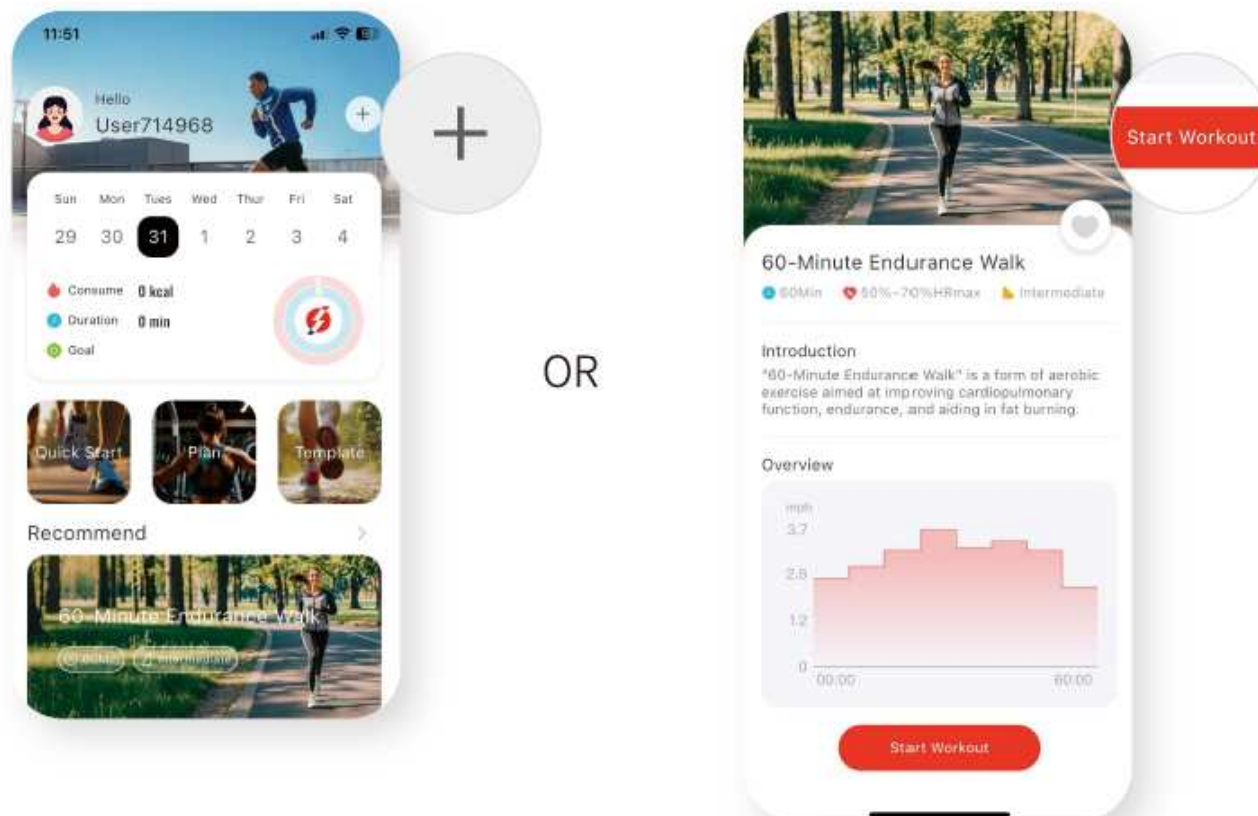 11:51
Hello
User714968
+
+
Sun Mon Tues Wed Thur Fri Sat
29 30 31 1 2 3 4
Consume 0 kcal
Duration 0 min
Goal
Quick Start
Plan
Template
Recommend
60-Minute Endurance Walk
Intermediate
OR
Start Workout
60-Minute Endurance Walk
60Min 50%~70%HRmax Intermediate
Introduction
"60-Minute Endurance Walk" is a form of aerobic
exercise aimed at improving cardiopulmonary
function, endurance, and aiding in fat burning.
Overview
mph
3.7
2.5
1.2
0
00:00 60:00
Start Workout